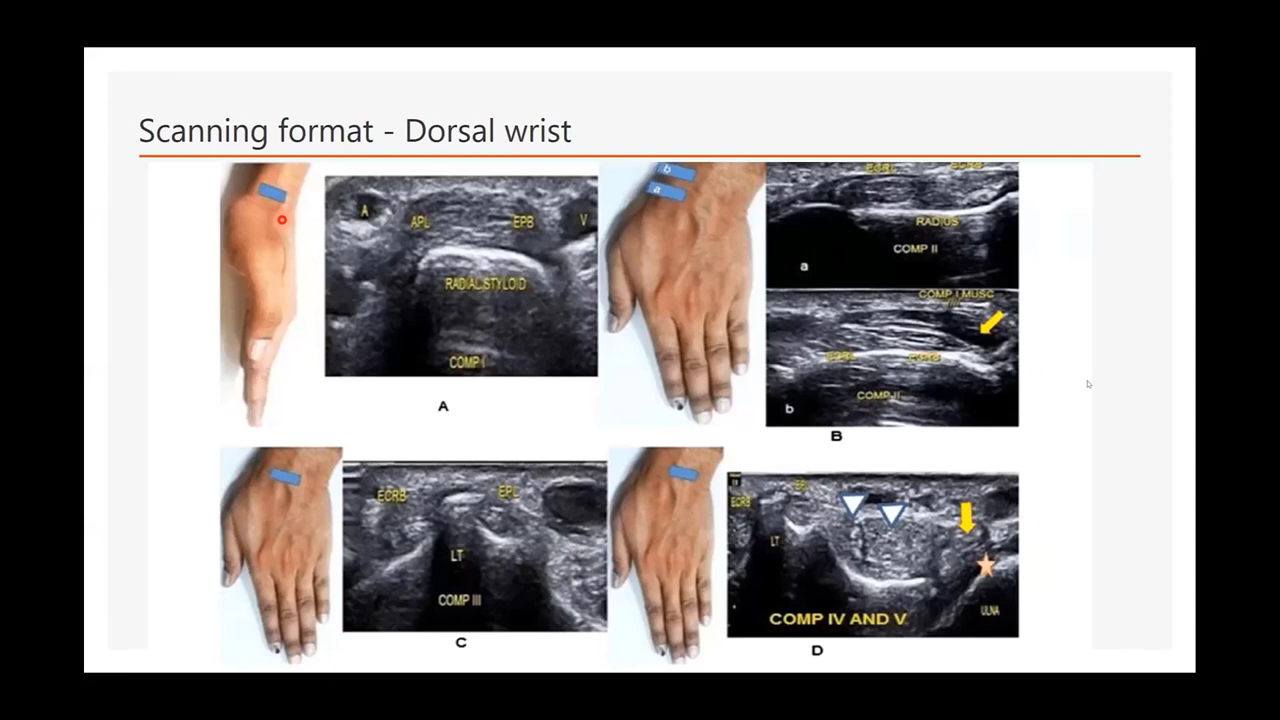 Scanning format - Dorsal wrist
A
APL
EPB
V
RADIAL STYLOID
COMP I
A
b
a
ECRL
ECRB
RADIUS
COMP II
a
COMP I MUSC
ECRL
ECRB
COMP II
b
B
ECRB
EPL
LT
COMP III
C
ECRB
EPL
LT
ULNA
COMP IV AND V
D